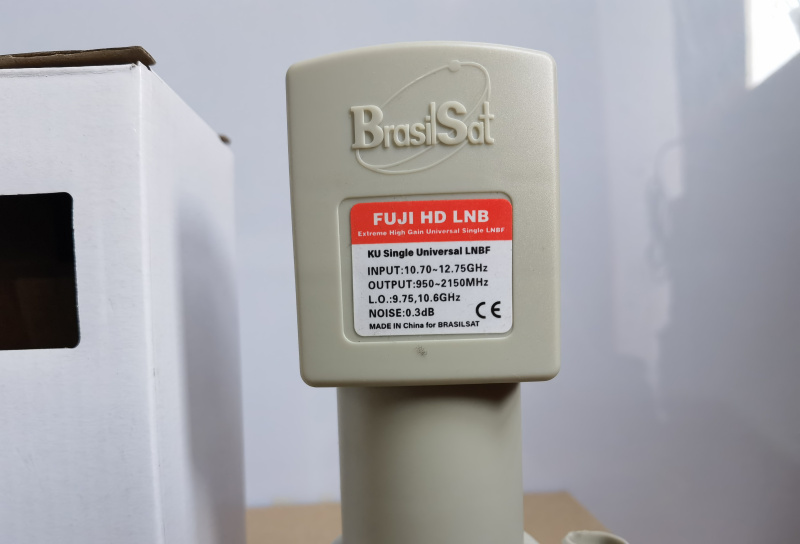 BrasilSat
FUJI HD LNB
Extreme High Gain Universal Single LNBF
KU Single Universal LNBF
INPUT:10.70~12.75GHz
OUTPUT:950~2150MHz
L.O.:9.75,10.6GHz
NOISE:0.3dB
CE
MADE IN China for BRASILSAT